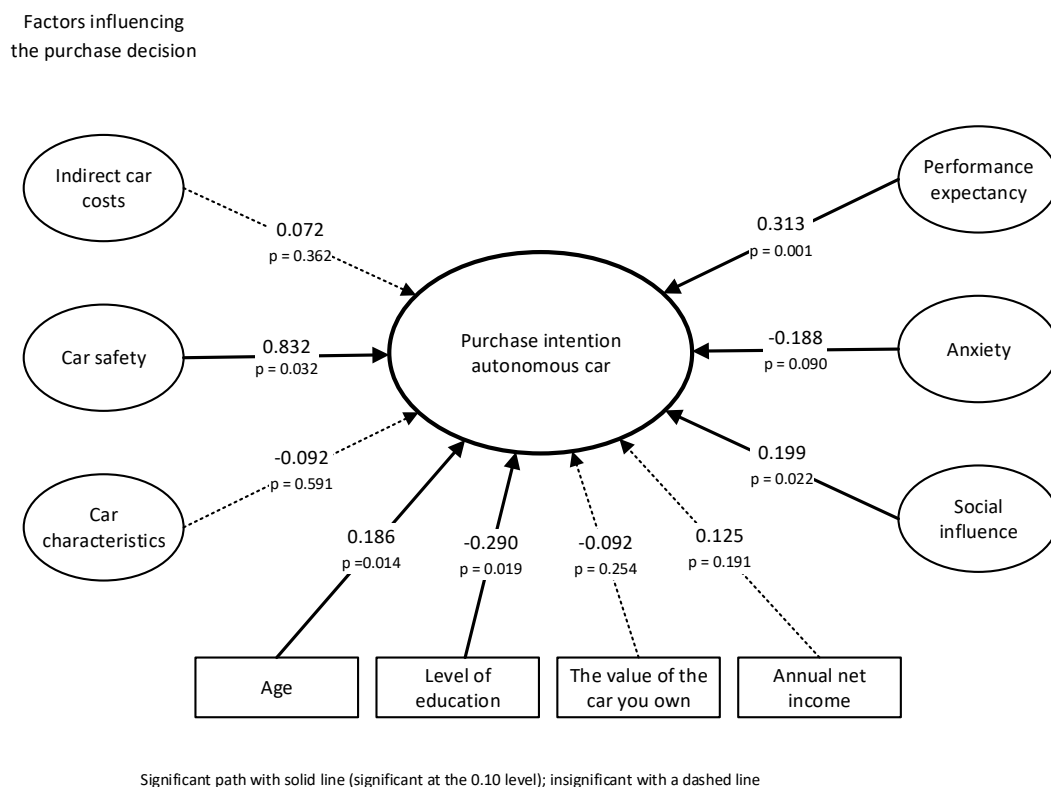 Factors influencing
the purchase decision
Indirect car
costs
0.072
p = 0.362
Performance
expectancy
0.313
p = 0.001
Car safety
0.832
p = 0.032
Purchase intention
autonomous car
-0.188
p = 0.090
Anxiety
Car
characteristics
-0.092
p = 0.591
0.199
p = 0.022
Social
influence
0.186
p =0.014
-0.290
p = 0.019
-0.092
p = 0.254
0.125
p = 0.191
Age
Level of
education
The value of the
car you own
Annual net
income
Significant path with solid line (significant at the 0.10 level); insignificant with a dashed line